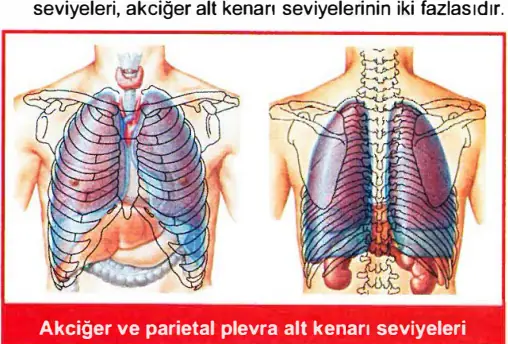 seviyeleri, akciğer alt kenarı seviyelerinin iki fazlasıdır.
Akciğer ve parietal plevra alt kenarı seviyeleri